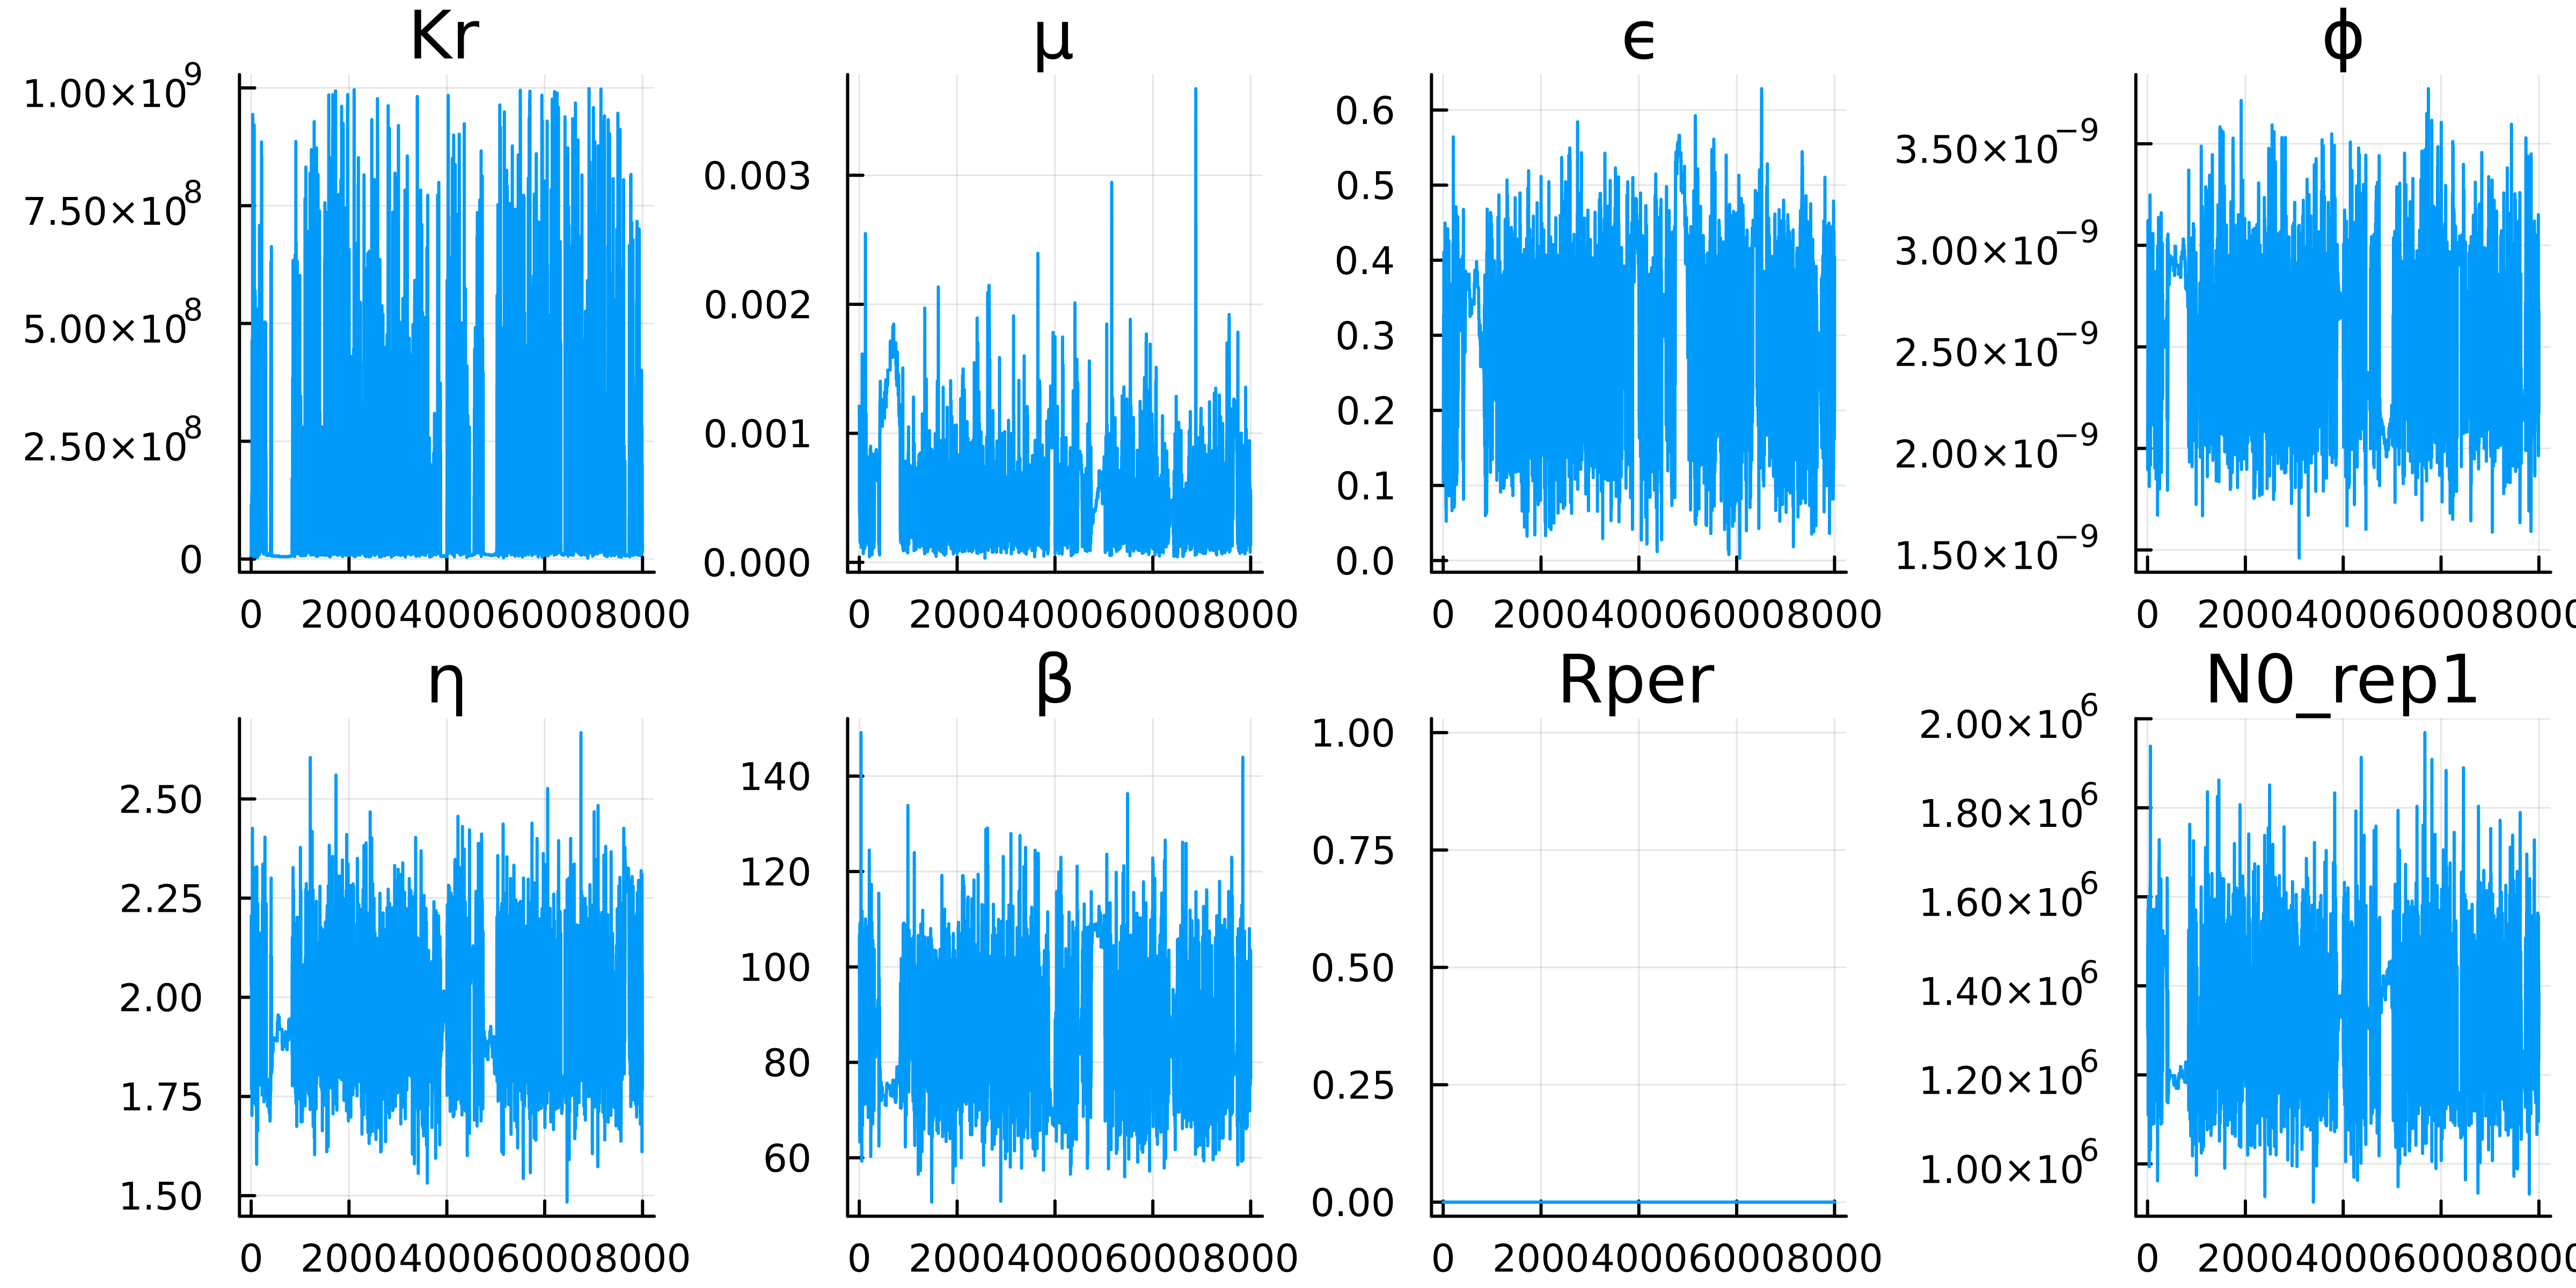 Kr
μ
ϵ
ϕ
1.00×10⁹
7.50×10⁸
5.00×10⁸
2.50×10⁸
0
0 2000 4000 6000 8000
0.003
0.002
0.001
0.000
0 2000 4000 6000 8000
0.6
0.5
0.4
0.3
0.2
0.1
0.0
0 2000 4000 6000 8000
3.50×10⁻⁹
3.00×10⁻⁹
2.50×10⁻⁹
2.00×10⁻⁹
1.50×10⁻⁹
0 2000 4000 6000 8000
η
β
Rper
N0_rep1
2.50
2.25
2.00
1.75
1.50
0 2000 4000 6000 8000
140
120
100
80
60
0 2000 4000 6000 8000
1.00
0.75
0.50
0.25
0.00
0 2000 4000 6000 8000
2.00×10⁶
1.80×10⁶
1.60×10⁶
1.40×10⁶
1.20×10⁶
1.00×10⁶
0 2000 4000 6000 8000